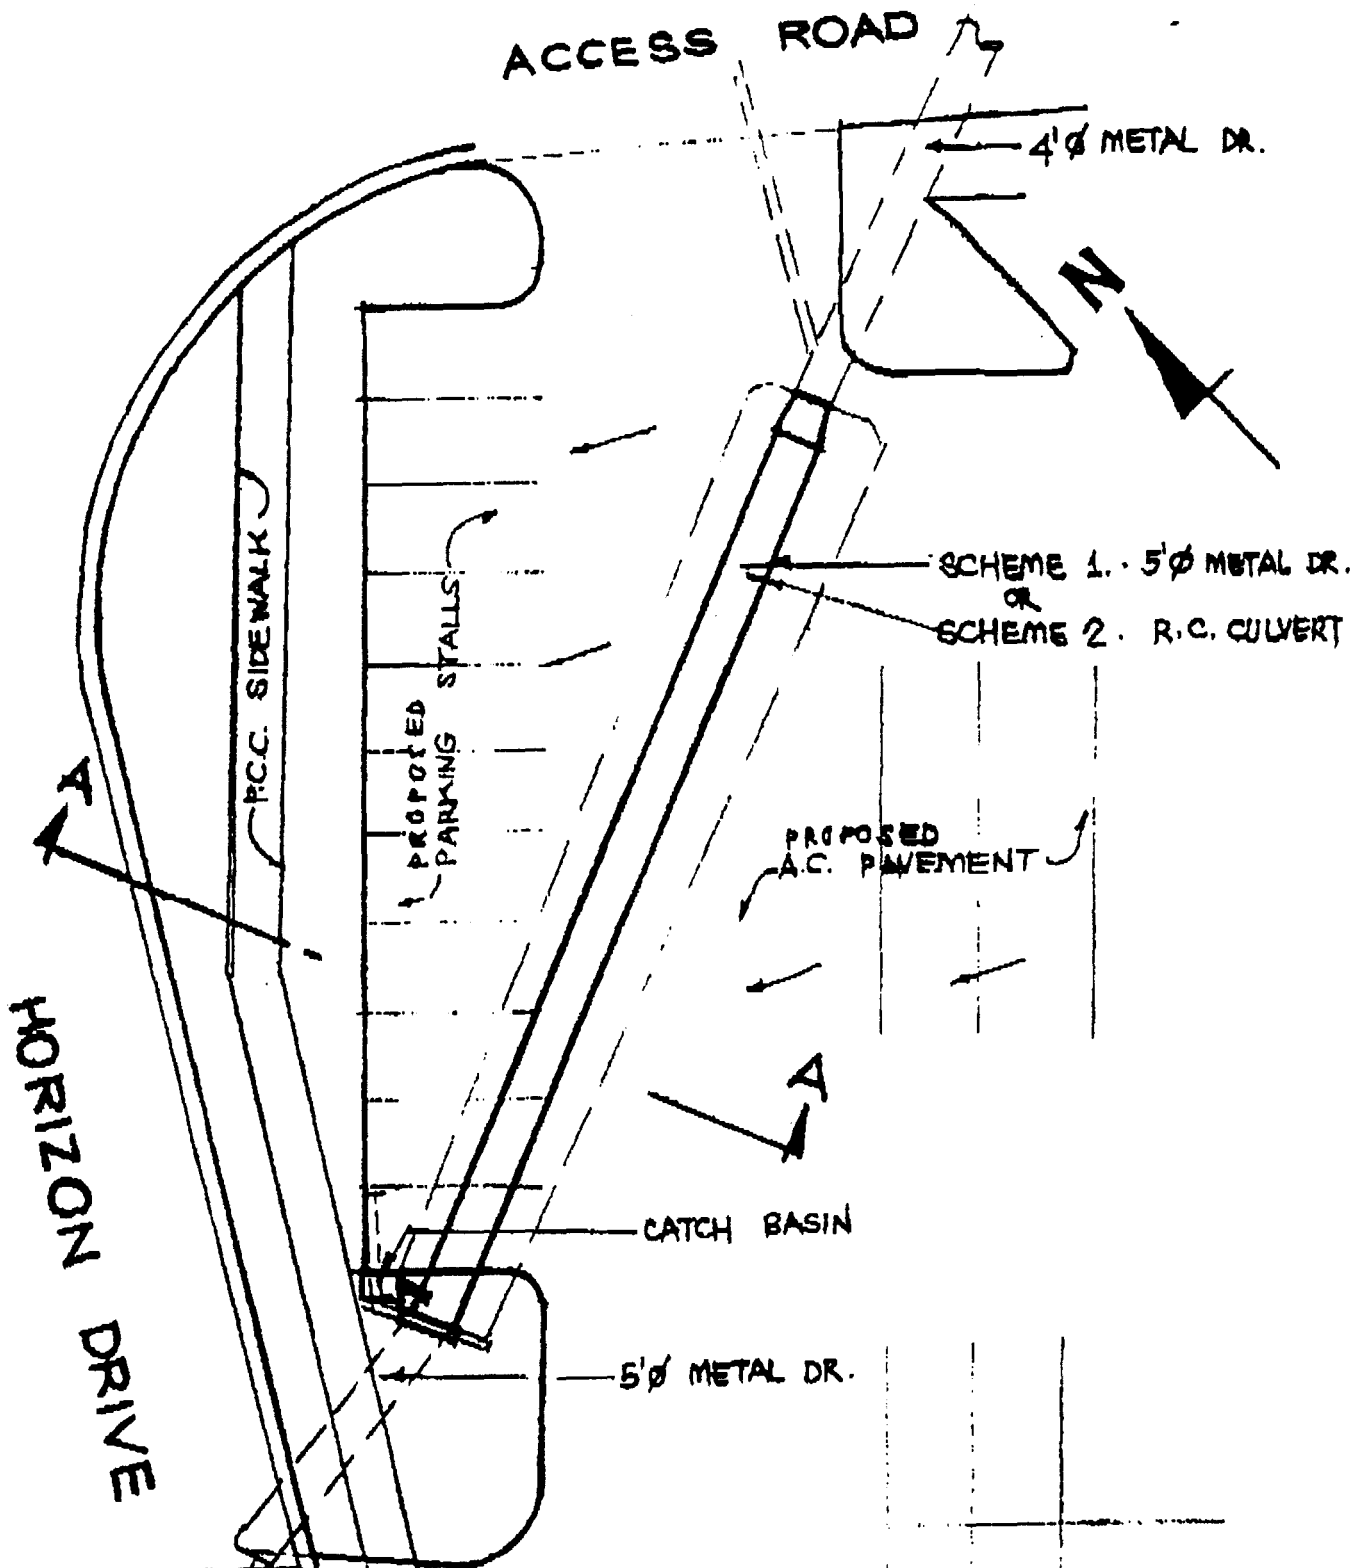 ACCESS ROAD
4'Ø METAL DR.
N
SCHEME 1. · 5'Ø METAL DR.
OR
SCHEME 2. R.C. CULVERT
P.C.C. SIDEWALK
PROPOSED
PARKING STALLS
A
PROPOSED
A.C. PAVEMENT
A
HORIZON DRIVE
CATCH BASIN
5'Ø METAL DR.